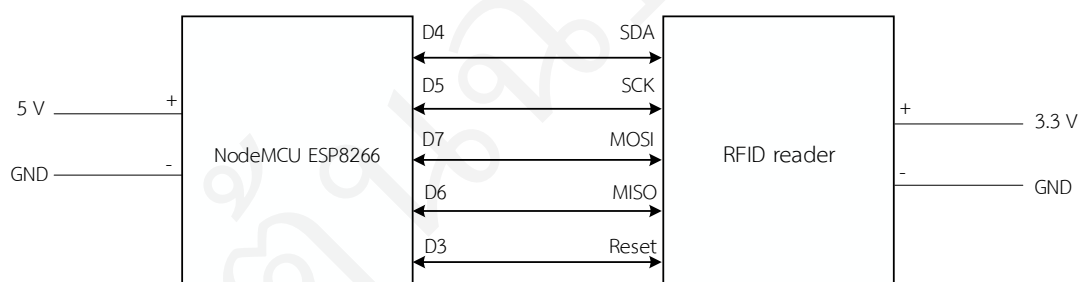 D4 SDA
D5 SCK
5 V +
+ 3.3 V
D7 MOSI
NodeMCU ESP8266
RFID reader
GND -
- GND
D6 MISO
D3 Reset